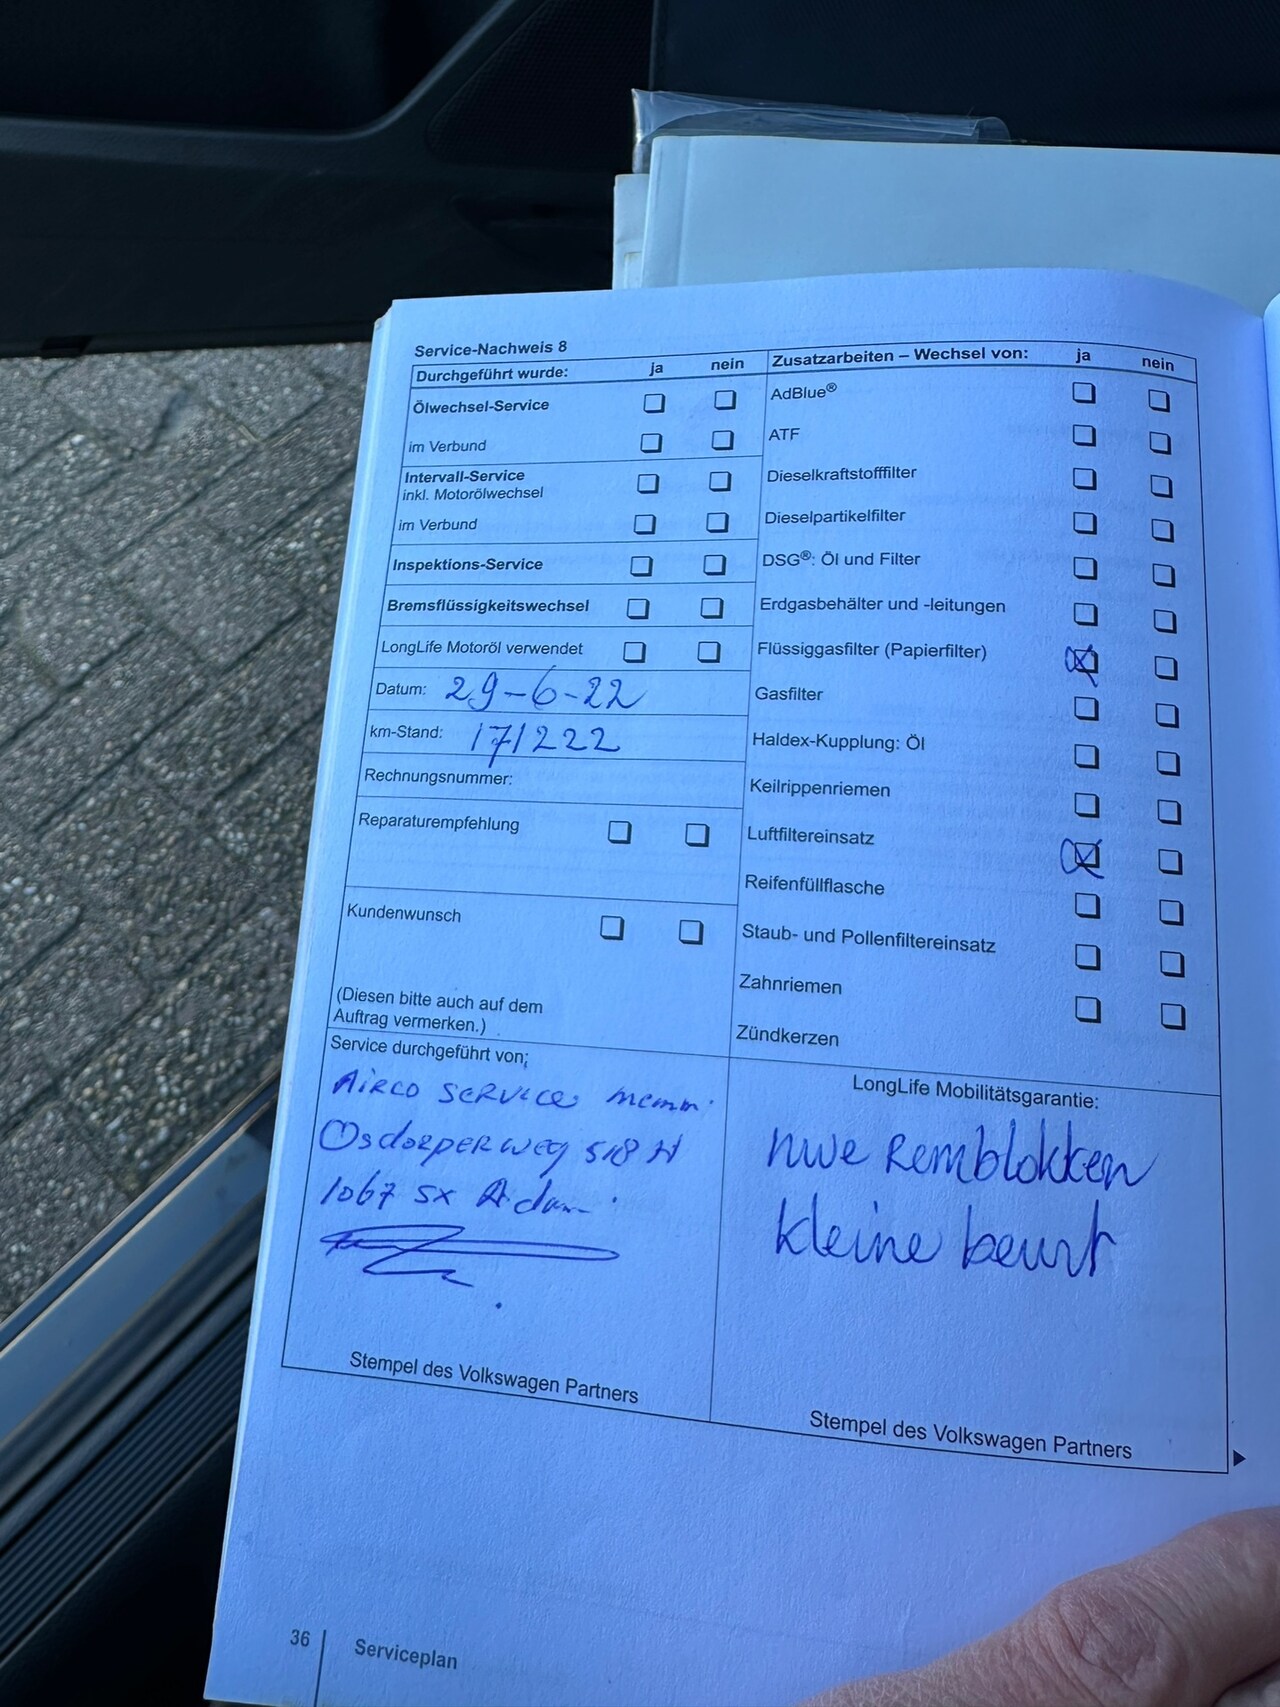 Service-Nachweis 8
Durchgeführt wurde: ja nein
Ölwechsel-Service
im Verbund
Intervall-Service
inkl. Motorölwechsel
im Verbund
Inspektions-Service
Bremsflüssigkeitswechsel
LongLife Motoröl verwendet
Datum: 29-6-22
km-Stand: 171222
Rechnungsnummer:
Reparaturempfehlung
Kundenwunsch
(Diesen bitte auch auf dem
Auftrag vermerken.)
Service durchgeführt von:
Airco Service
Osdorperweg 518 H
1067 SX Adam
Stempel des Volkswagen Partners
Zusatzarbeiten – Wechsel von: ja nein
AdBlue®
ATF
Dieselkraftstofffilter
Dieselpartikelfilter
DSG®: Öl und Filter
Erdgasbehälter und -leitungen
Flüssiggasfilter (Papierfilter)
Gasfilter
Haldex-Kupplung: Öl
Keilrippenriemen
Luftfiltereinsatz
Reifenfüllflasche
Staub- und Pollenfiltereinsatz
Zahnriemen
Zündkerzen
LongLife Mobilitätsgarantie:
nwe Remblokken
kleine beurt
Stempel des Volkswagen Partners
36 Serviceplan